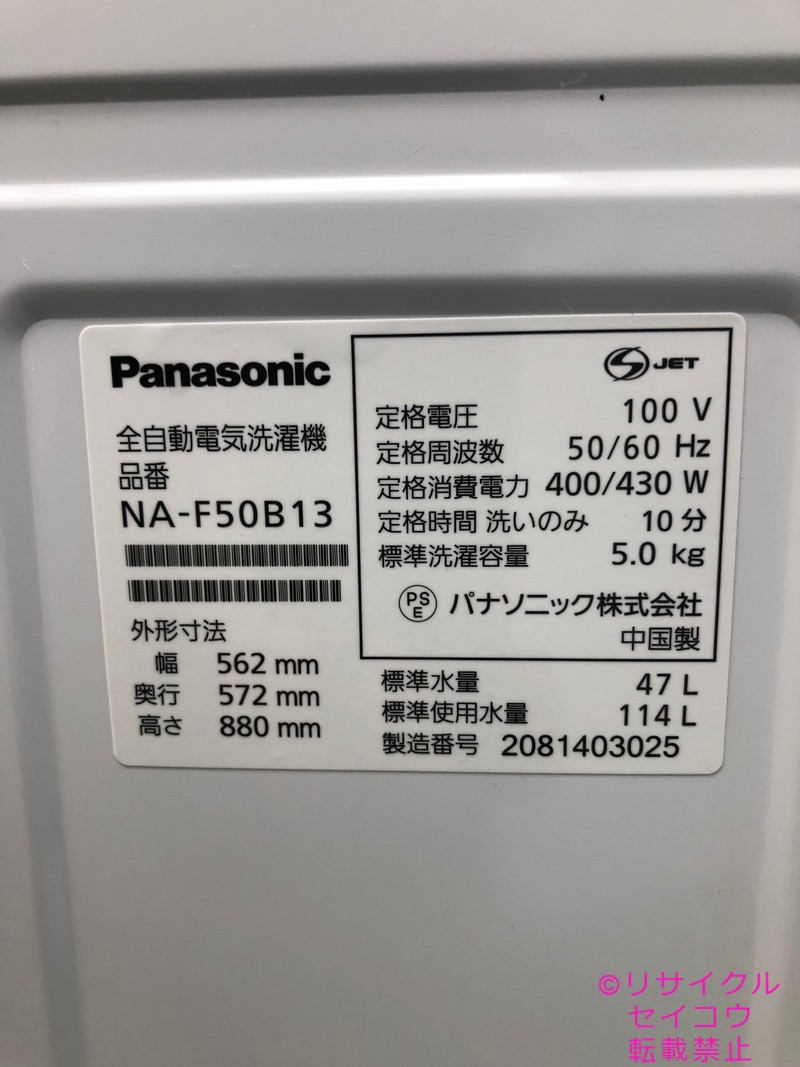 Panasonic
全自動電気洗濯機
品番
NA-F50B13
外形寸法
幅 562 mm
奥行 572 mm
高さ 880 mm
JET
定格電圧 100 V
定格周波数 50/60 Hz
定格消費電力 400/430 W
定格時間 洗いのみ 10 分
標準洗濯容量 5.0 kg
PS
E
パナソニック株式会社
中国製
標準水量 47 L
標準使用水量 114 L
製造番号 2081403025
©リサイクル
セイコウ
転載禁止